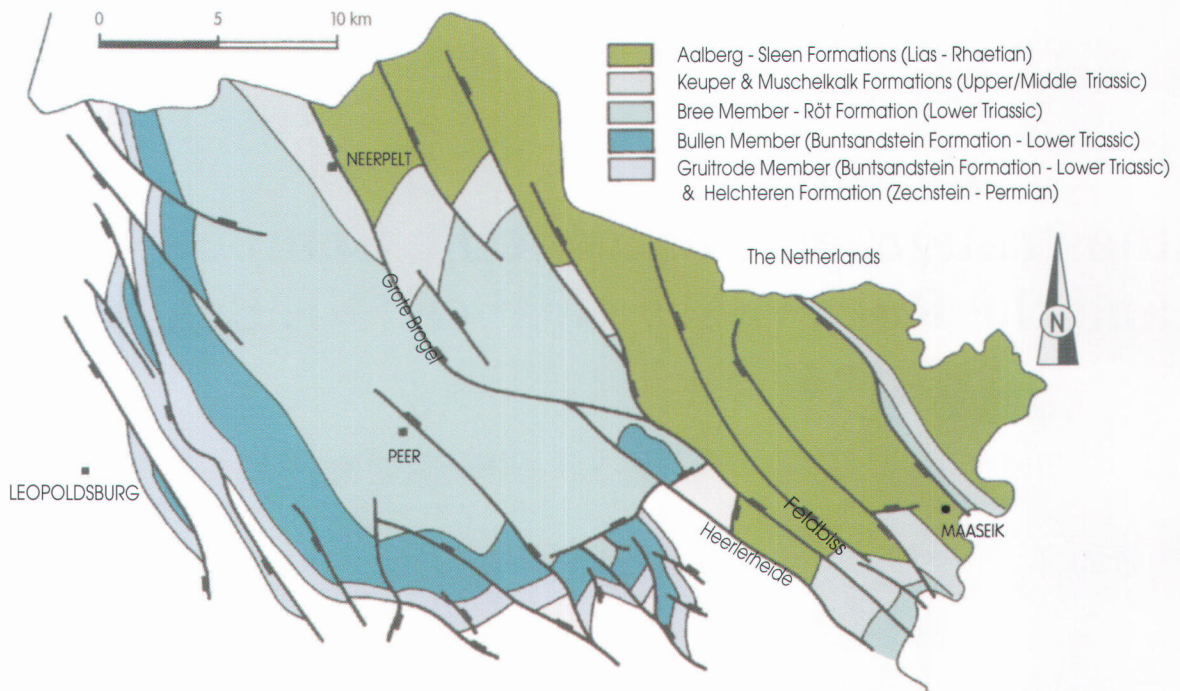 0 5 10 km
Aalberg - Sleen Formations (Lias - Rhaetian)
Keuper & Muschelkalk Formations (Upper/Middle Triassic)
Bree Member - Röt Formation (Lower Triassic)
Bullen Member (Buntsandstein Formation - Lower Triassic)
Gruitrode Member (Buntsandstein Formation - Lower Triassic)
& Helchteren Formation (Zechstein - Permian)
NEERPELT
The Netherlands
N
Grote Brogel
PEER
LEOPOLDSBURG
Feldbiss
MAASEIK
Heerlerheide